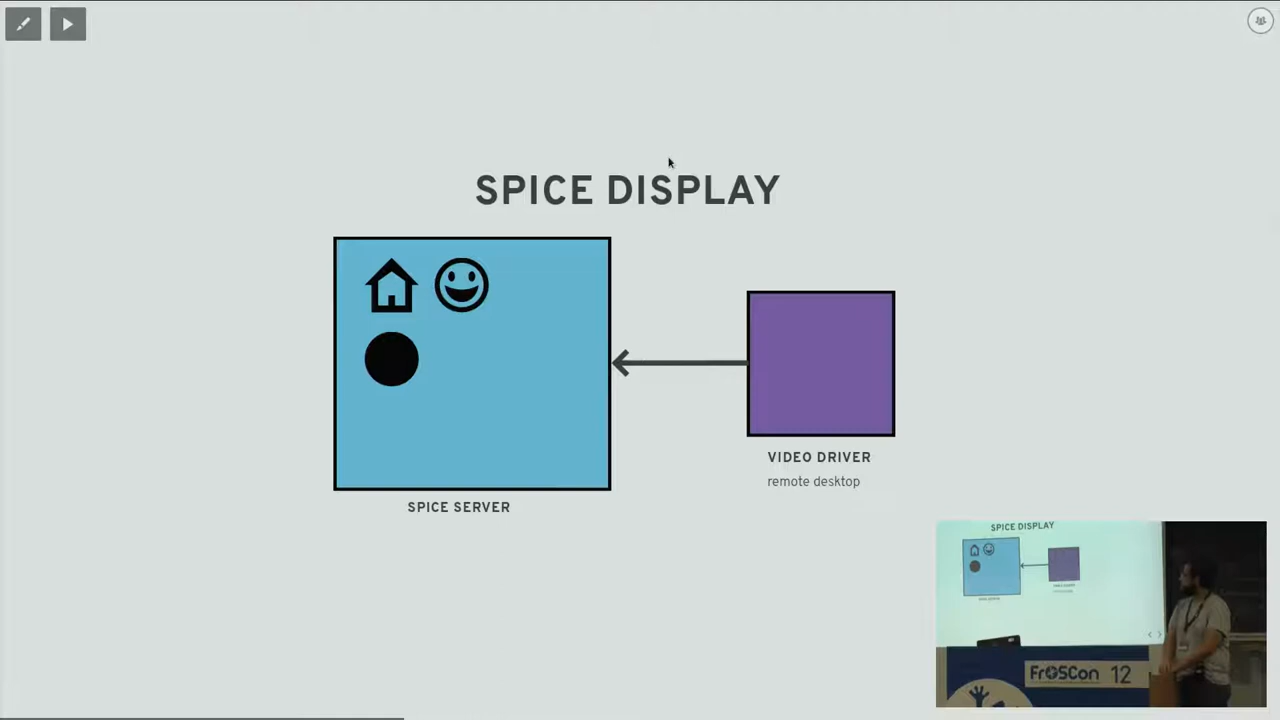 SPICE DISPLAY
VIDEO DRIVER
remote desktop
SPICE SERVER
SPICE DISPLAY
FrOSCon 12